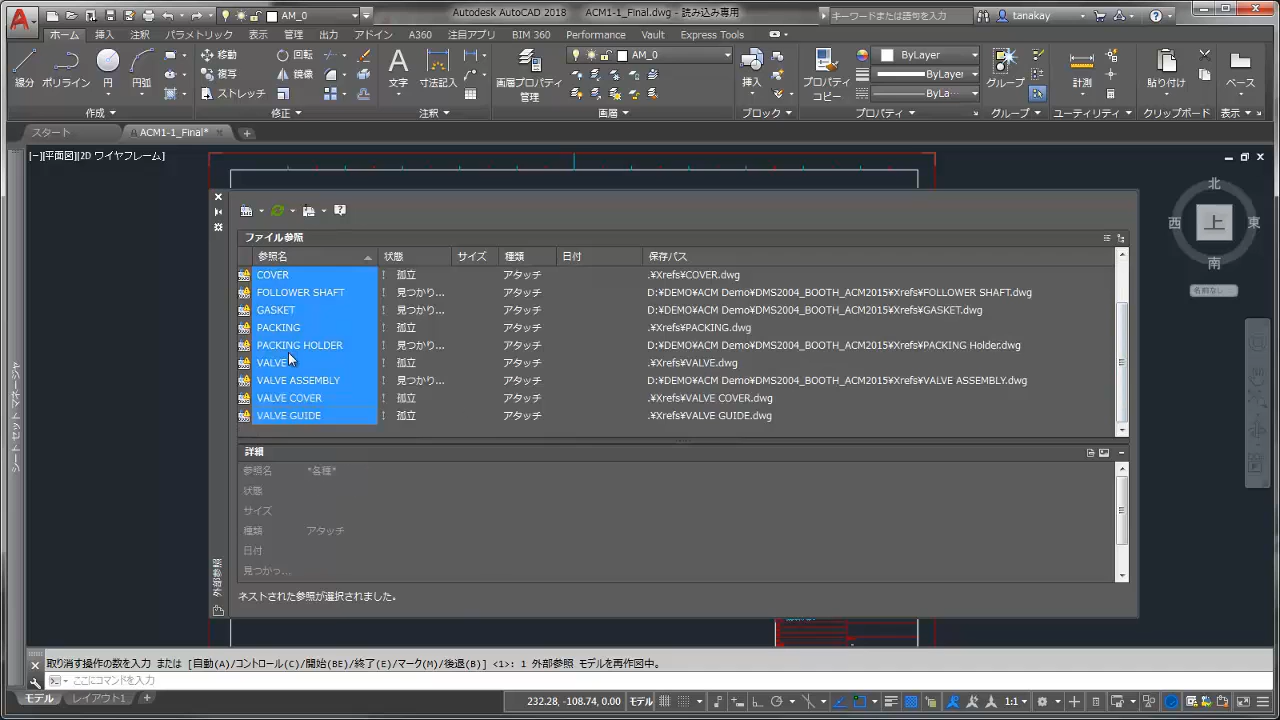 Autodesk AutoCAD 2018 ACM1-1_Final.dwg - 読み込み専用
AM_0
キーワードまたは語句を入力
tanakay
ホーム 挿入 注釈 パラメトリック 表示 管理 出力 アドイン A360 注目アプリ BIM 360 Performance Vault Express Tools
線分 ポリライン 円 円弧
移動 回転
複写 鏡像
ストレッチ
文字 寸法記入
画層プロパティ管理
AM_0
挿入
プロパティ コピー
ByLayer
ByLayer
ByLa...
グループ
計測
貼り付け
ベース
作成 修正 注釈 画層 ブロック プロパティ グループ ユーティリティ クリップボード 表示
スタート ACM1-1_Final*
[−][平面図][2D ワイヤフレーム]
北
西 上 東
南
名前なし...
シート セット マネージャ
ファイル参照
参照名 状態 サイズ 種類 日付 保存パス
COVER ! 孤立 アタッチ .¥Xrefs¥COVER.dwg
FOLLOWER SHAFT ! 見つかり... アタッチ D:¥DEMO¥ACM Demo¥DMS2004_BOOTH_ACM2015¥Xrefs¥FOLLOWER SHAFT.dwg
GASKET ! 見つかり... アタッチ D:¥DEMO¥ACM Demo¥DMS2004_BOOTH_ACM2015¥Xrefs¥GASKET.dwg
PACKING ! 孤立 アタッチ .¥Xrefs¥PACKING.dwg
PACKING HOLDER ! 見つかり... アタッチ D:¥DEMO¥ACM Demo¥DMS2004_BOOTH_ACM2015¥Xrefs¥PACKING Holder.dwg
VALVE ! 孤立 アタッチ .¥Xrefs¥VALVE.dwg
VALVE ASSEMBLY ! 見つかり... アタッチ D:¥DEMO¥ACM Demo¥DMS2004_BOOTH_ACM2015¥Xrefs¥VALVE ASSEMBLY.dwg
VALVE COVER ! 孤立 アタッチ .¥Xrefs¥VALVE COVER.dwg
VALVE GUIDE ! 孤立 アタッチ .¥Xrefs¥VALVE GUIDE.dwg
詳細
参照名 *各種*
状態
サイズ
種類 アタッチ
日付
見つかっ...
外部参照
ネストされた参照が選択されました。
取り消す操作の数を入力 または [自動(A)/コントロール(C)/開始(BE)/終了(E)/マーク(M)/後退(B)] <1>: 1 外部参照 モデルを再作図中。
ここにコマンドを入力
モデル レイアウト1
232.28, -108.74, 0.00 モデル 1:1